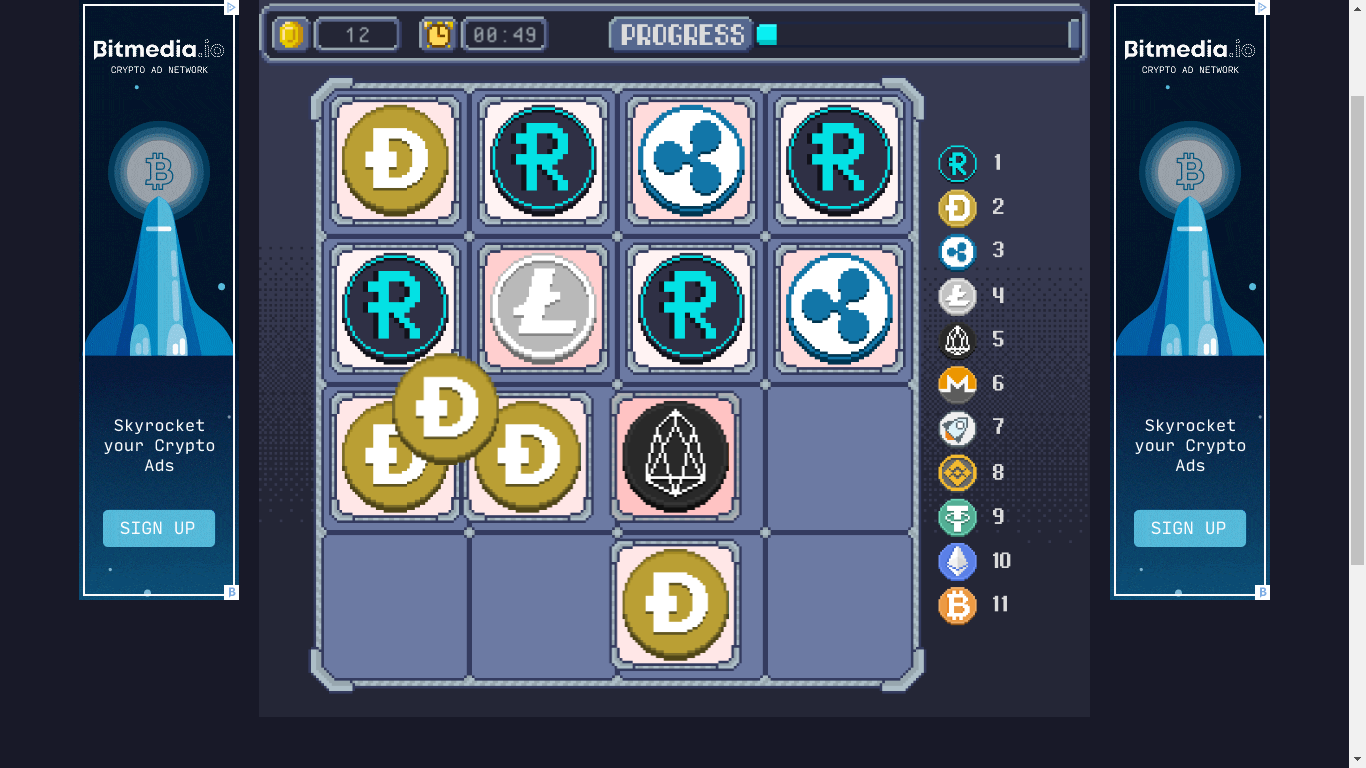 Bitmedia.io
CRYPTO AD NETWORK
Skyrocket
your Crypto
Ads
SIGN UP
12
00:49
PROGRESS
1
2
3
4
5
6
7
8
9
10
11
Bitmedia.io
CRYPTO AD NETWORK
Skyrocket
your Crypto
Ads
SIGN UP